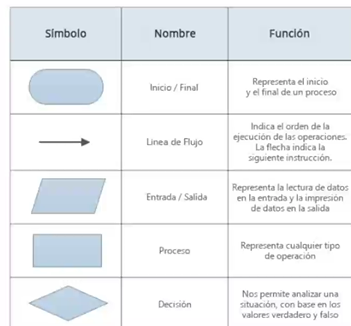 Símbolo
Nombre
Función
Inicio / Final
Representa el inicio
y el final de un proceso
Linea de Flujo
Indica el orden de la
ejecución de las operaciones.
La flecha indica la
siguiente instrucción.
Entrada / Salida
Representa la lectura de datos
en la entrada y la impresión
de datos en la salida
Proceso
Representa cualquier tipo
de operación
Decisión
Nos permite analizar una
situación, con base en los
valores verdadero y falso